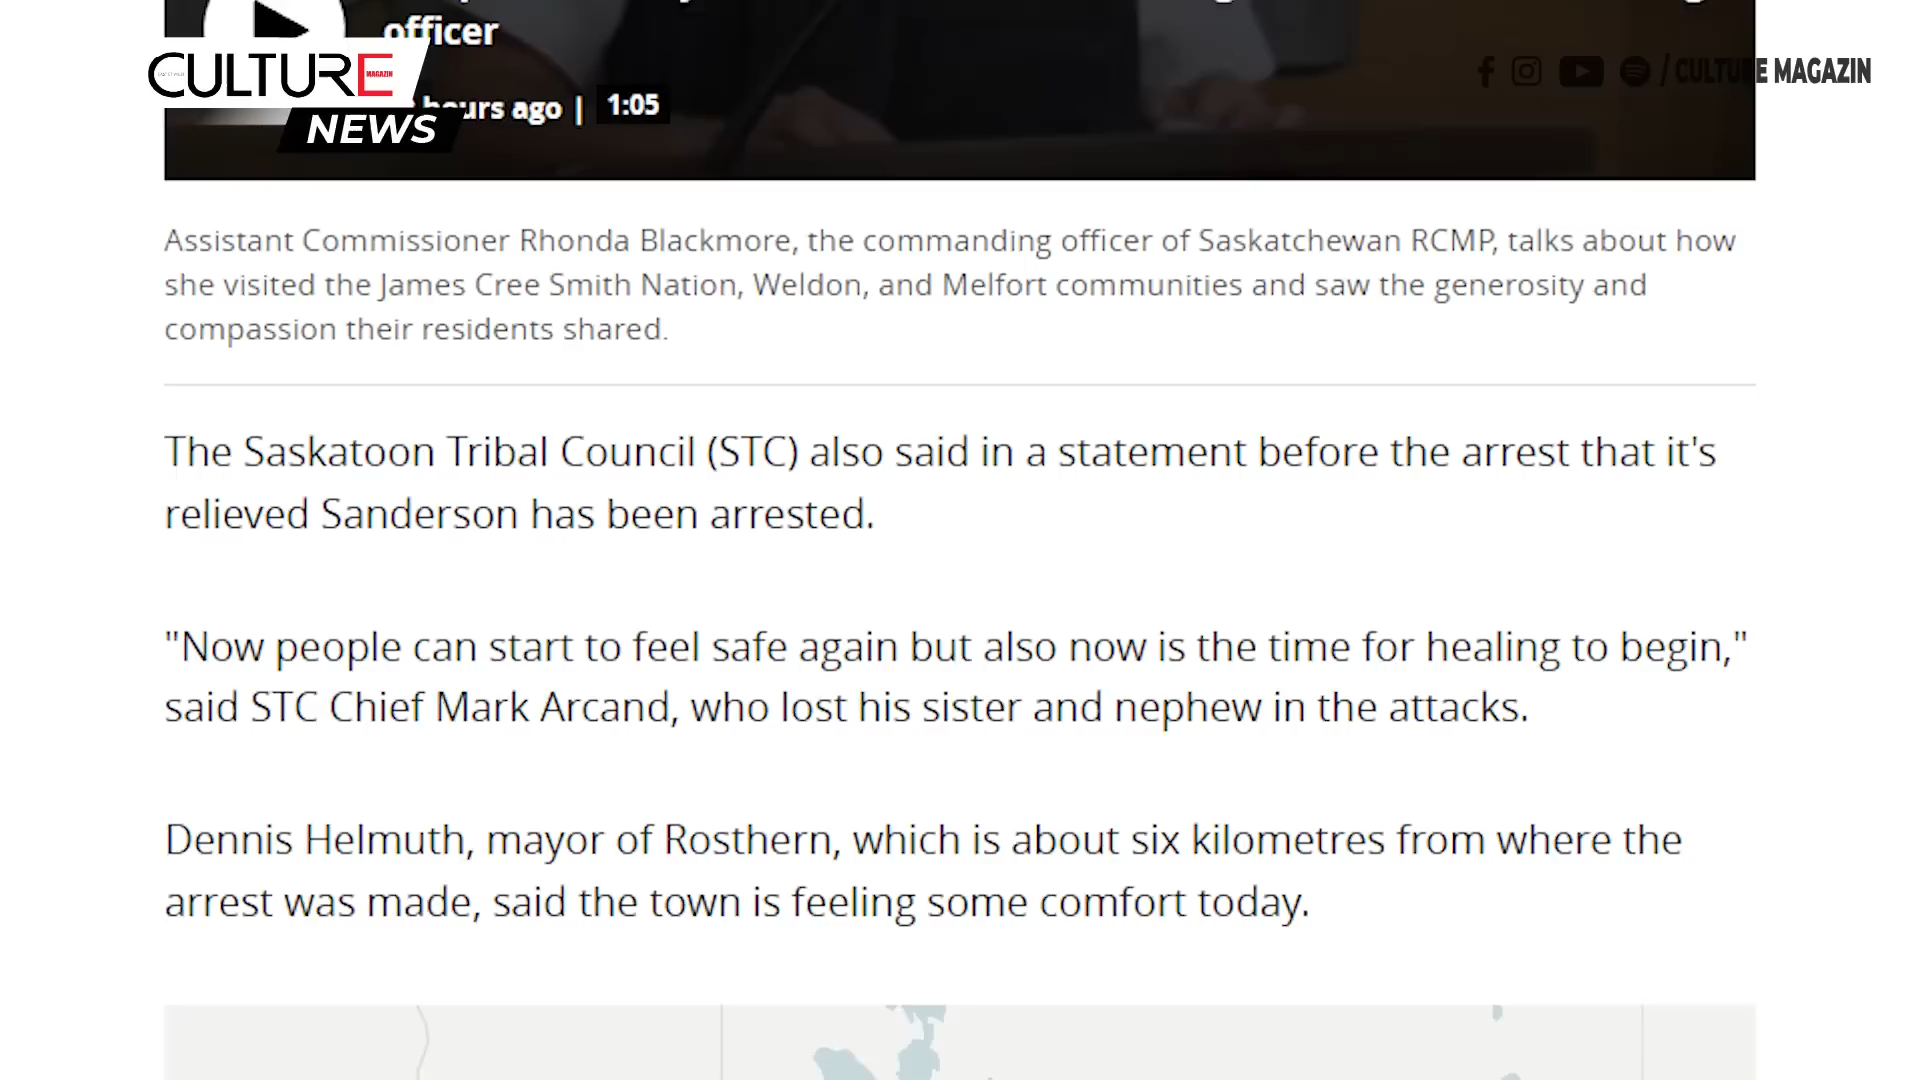 officer
CULTURE
MAGAZIN
hours ago | 1:05
NEWS
/ CULTURE MAGAZIN
Assistant Commissioner Rhonda Blackmore, the commanding officer of Saskatchewan RCMP, talks about how
she visited the James Cree Smith Nation, Weldon, and Melfort communities and saw the generosity and
compassion their residents shared.
The Saskatoon Tribal Council (STC) also said in a statement before the arrest that it's
relieved Sanderson has been arrested.
"Now people can start to feel safe again but also now is the time for healing to begin,"
said STC Chief Mark Arcand, who lost his sister and nephew in the attacks.
Dennis Helmuth, mayor of Rosthern, which is about six kilometres from where the
arrest was made, said the town is feeling some comfort today.